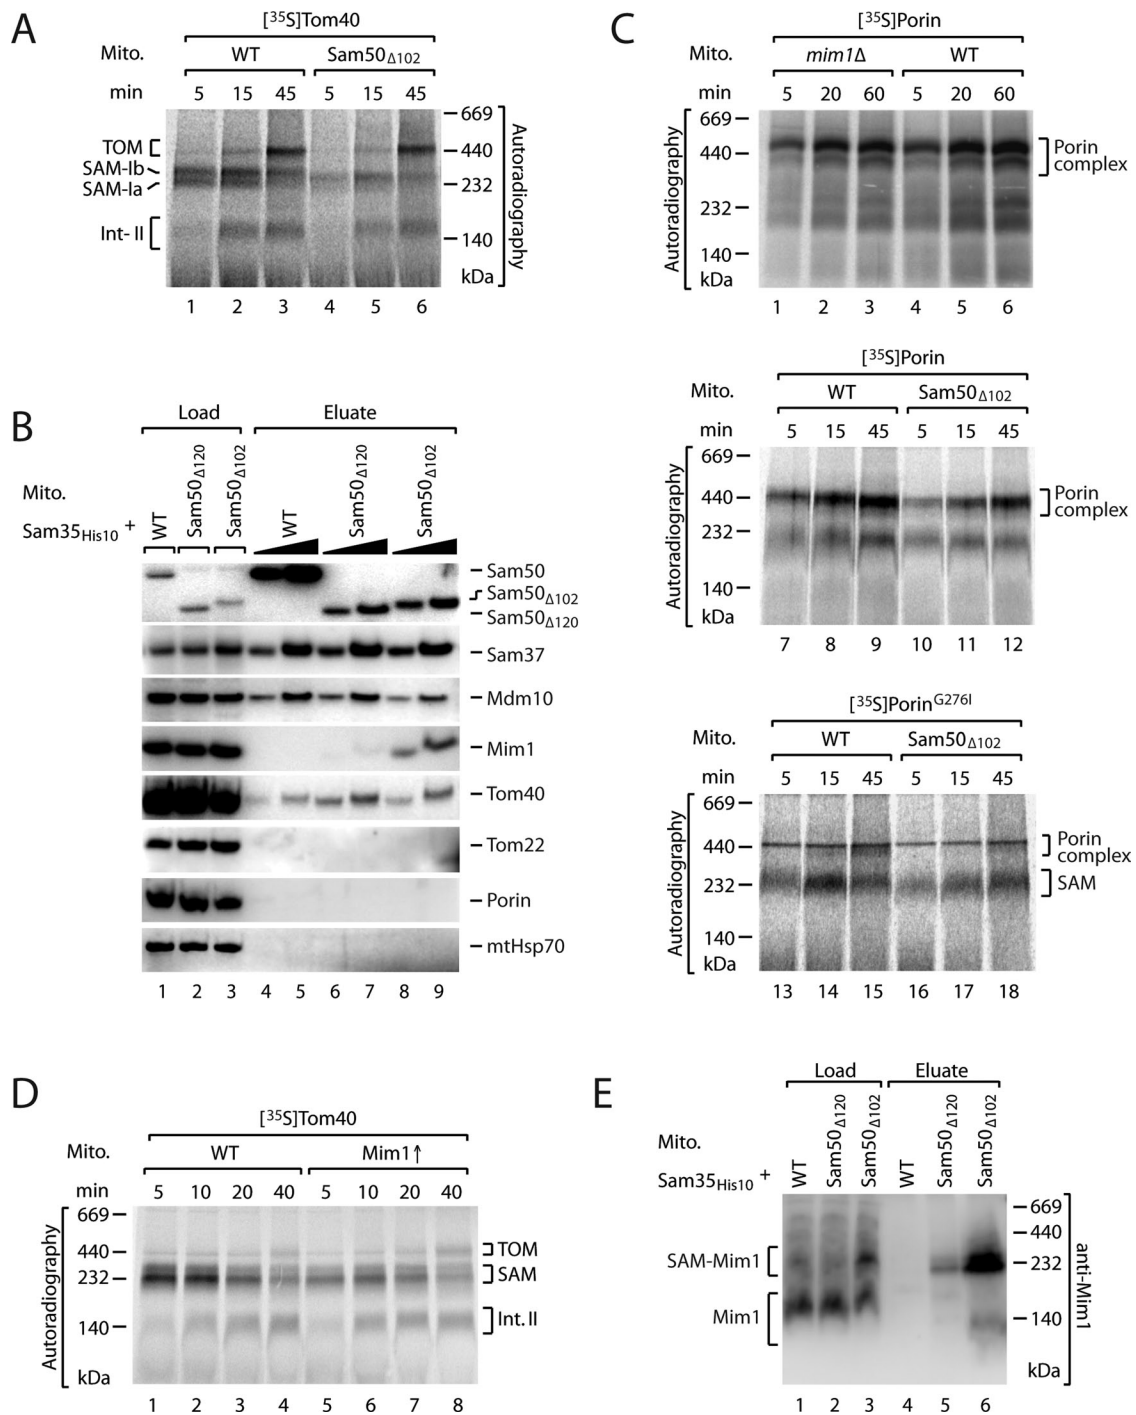 A
[³⁵S]Tom40
Mito. WT Sam50Δ102
min 5 15 45 5 15 45
TOM
SAM-Ib
SAM-Ia
Int- II
669
440
232
140
kDa
Autoradiography
1 2 3 4 5 6
B
Load Eluate
Mito.
Sam35His10 + WT Sam50Δ120 Sam50Δ102 WT Sam50Δ120 Sam50Δ102
Sam50
Sam50Δ102
Sam50Δ120
Sam37
Mdm10
Mim1
Tom40
Tom22
Porin
mtHsp70
1 2 3 4 5 6 7 8 9
C
[³⁵S]Porin
Mito. mim1Δ WT
min 5 20 60 5 20 60
Autoradiography
669
440
232
140
kDa
Porin
complex
1 2 3 4 5 6
[³⁵S]Porin
Mito. WT Sam50Δ102
min 5 15 45 5 15 45
Autoradiography
669
440
232
140
kDa
Porin
complex
7 8 9 10 11 12
[³⁵S]Porinᴳ²⁷⁶ᴵ
Mito. WT Sam50Δ102
min 5 15 45 5 15 45
Autoradiography
669
440
232
140
kDa
Porin
complex
SAM
13 14 15 16 17 18
D
[³⁵S]Tom40
Mito. WT Mim1↑
min 5 10 20 40 5 10 20 40
Autoradiography
669
440
232
140
kDa
TOM
SAM
Int. II
1 2 3 4 5 6 7 8
E
Load Eluate
Mito.
Sam35His10 + WT Sam50Δ120 Sam50Δ102 WT Sam50Δ120 Sam50Δ102
SAM-Mim1
Mim1
669
440
232
140
kDa
anti-Mim1
1 2 3 4 5 6